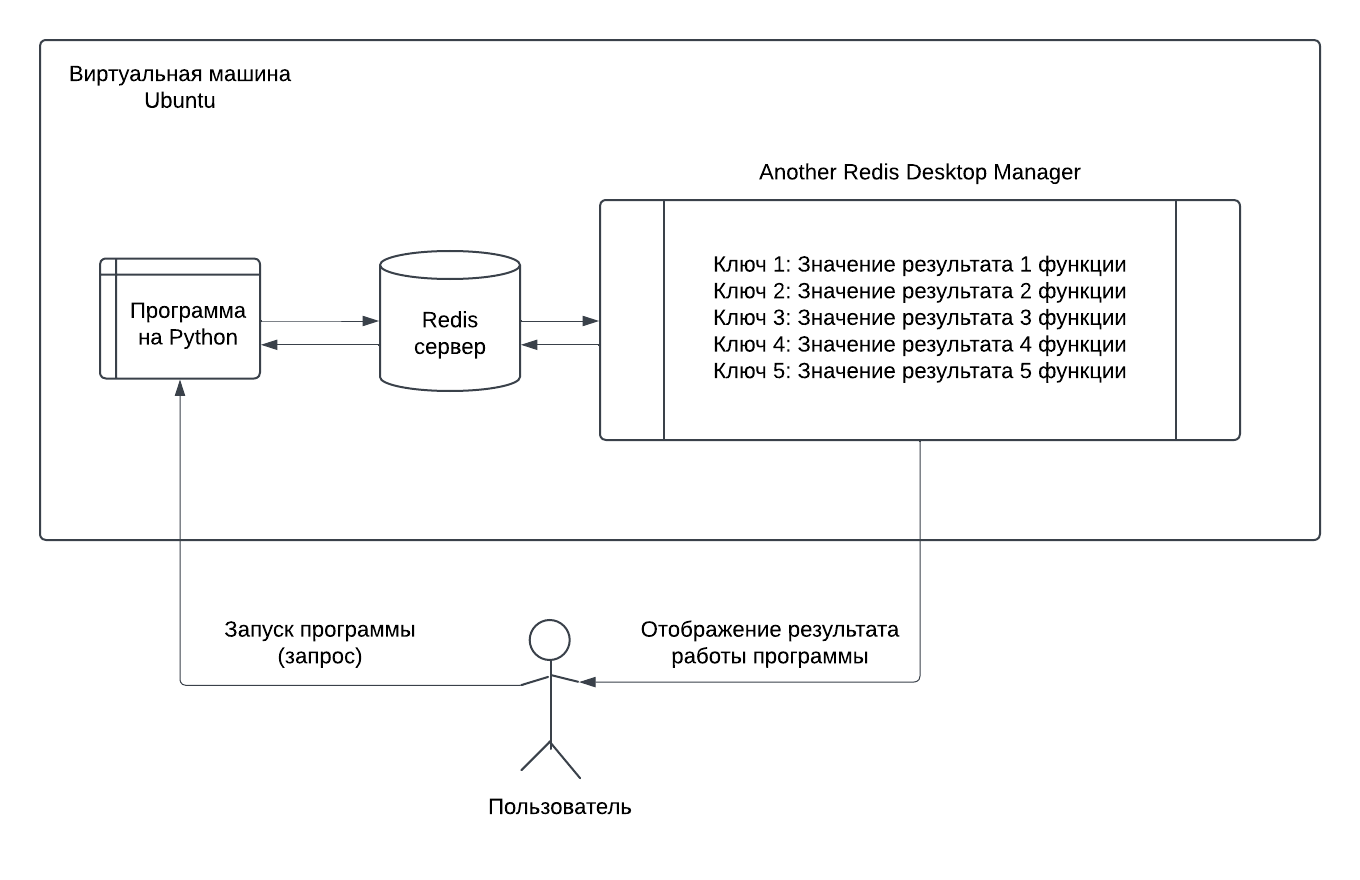 Виртуальная машина
Ubuntu
Another Redis Desktop Manager
Программа
на Python
Redis
сервер
Ключ 1: Значение результата 1 функции
Ключ 2: Значение результата 2 функции
Ключ 3: Значение результата 3 функции
Ключ 4: Значение результата 4 функции
Ключ 5: Значение результата 5 функции
Запуск программы
(запрос)
Отображение результата
работы программы
Пользователь